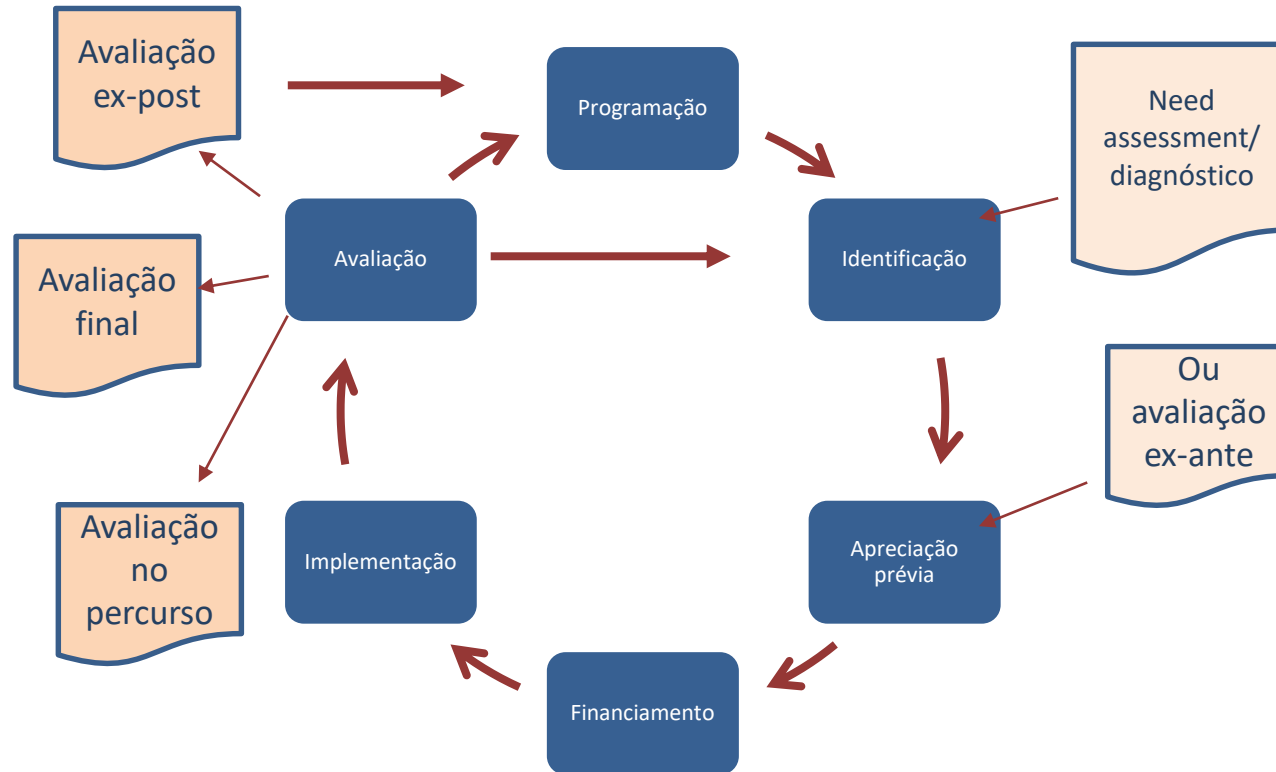 Avaliação
ex-post
Programação
Need
assessment/
diagnóstico
Avaliação
Identificação
Avaliação
final
Ou
avaliação
ex-ante
Avaliação
no
percurso
Implementação
Apreciação
prévia
Financiamento